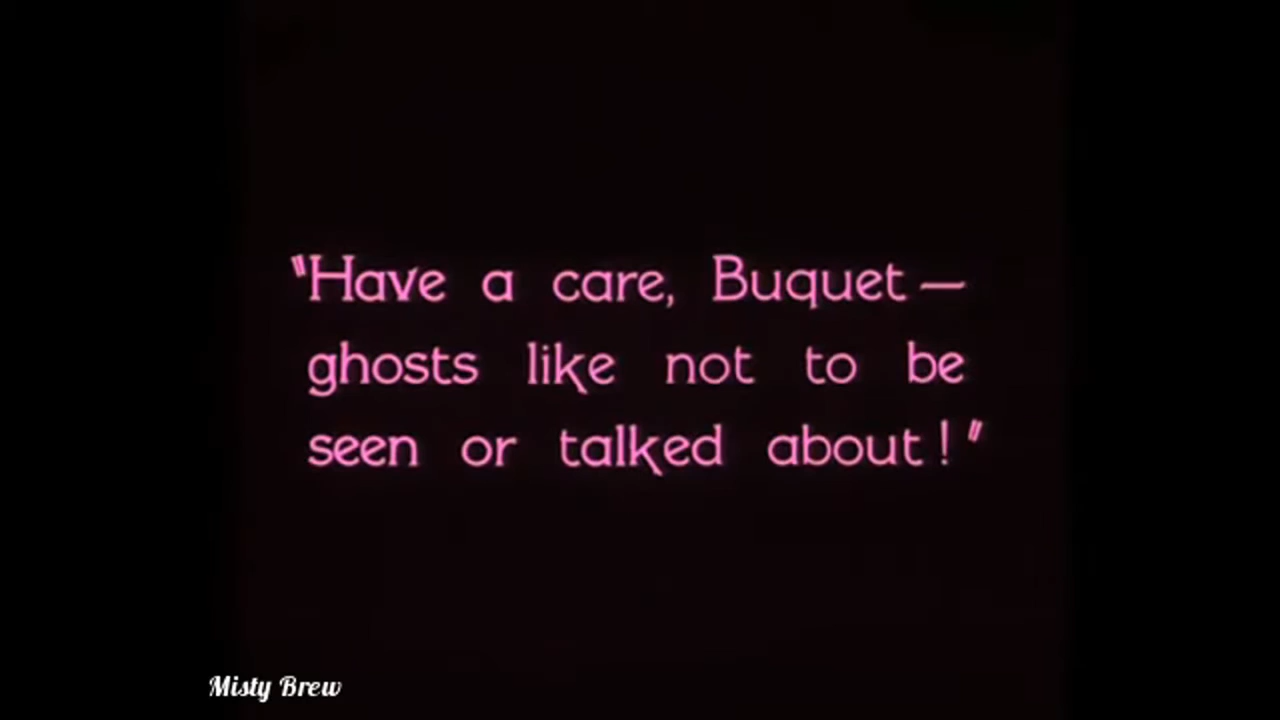 "Have a care, Buquet —
ghosts like not to be
seen or talked about!"
Misty Brew